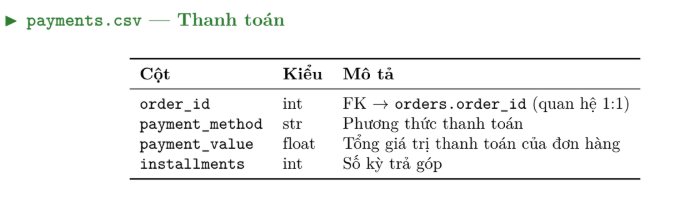 ▶ payments.csv — Thanh toán
Cột Kiểu Mô tả
order_id int FK → orders.order_id (quan hệ 1:1)
payment_method str Phương thức thanh toán
payment_value float Tổng giá trị thanh toán của đơn hàng
installments int Số kỳ trả góp